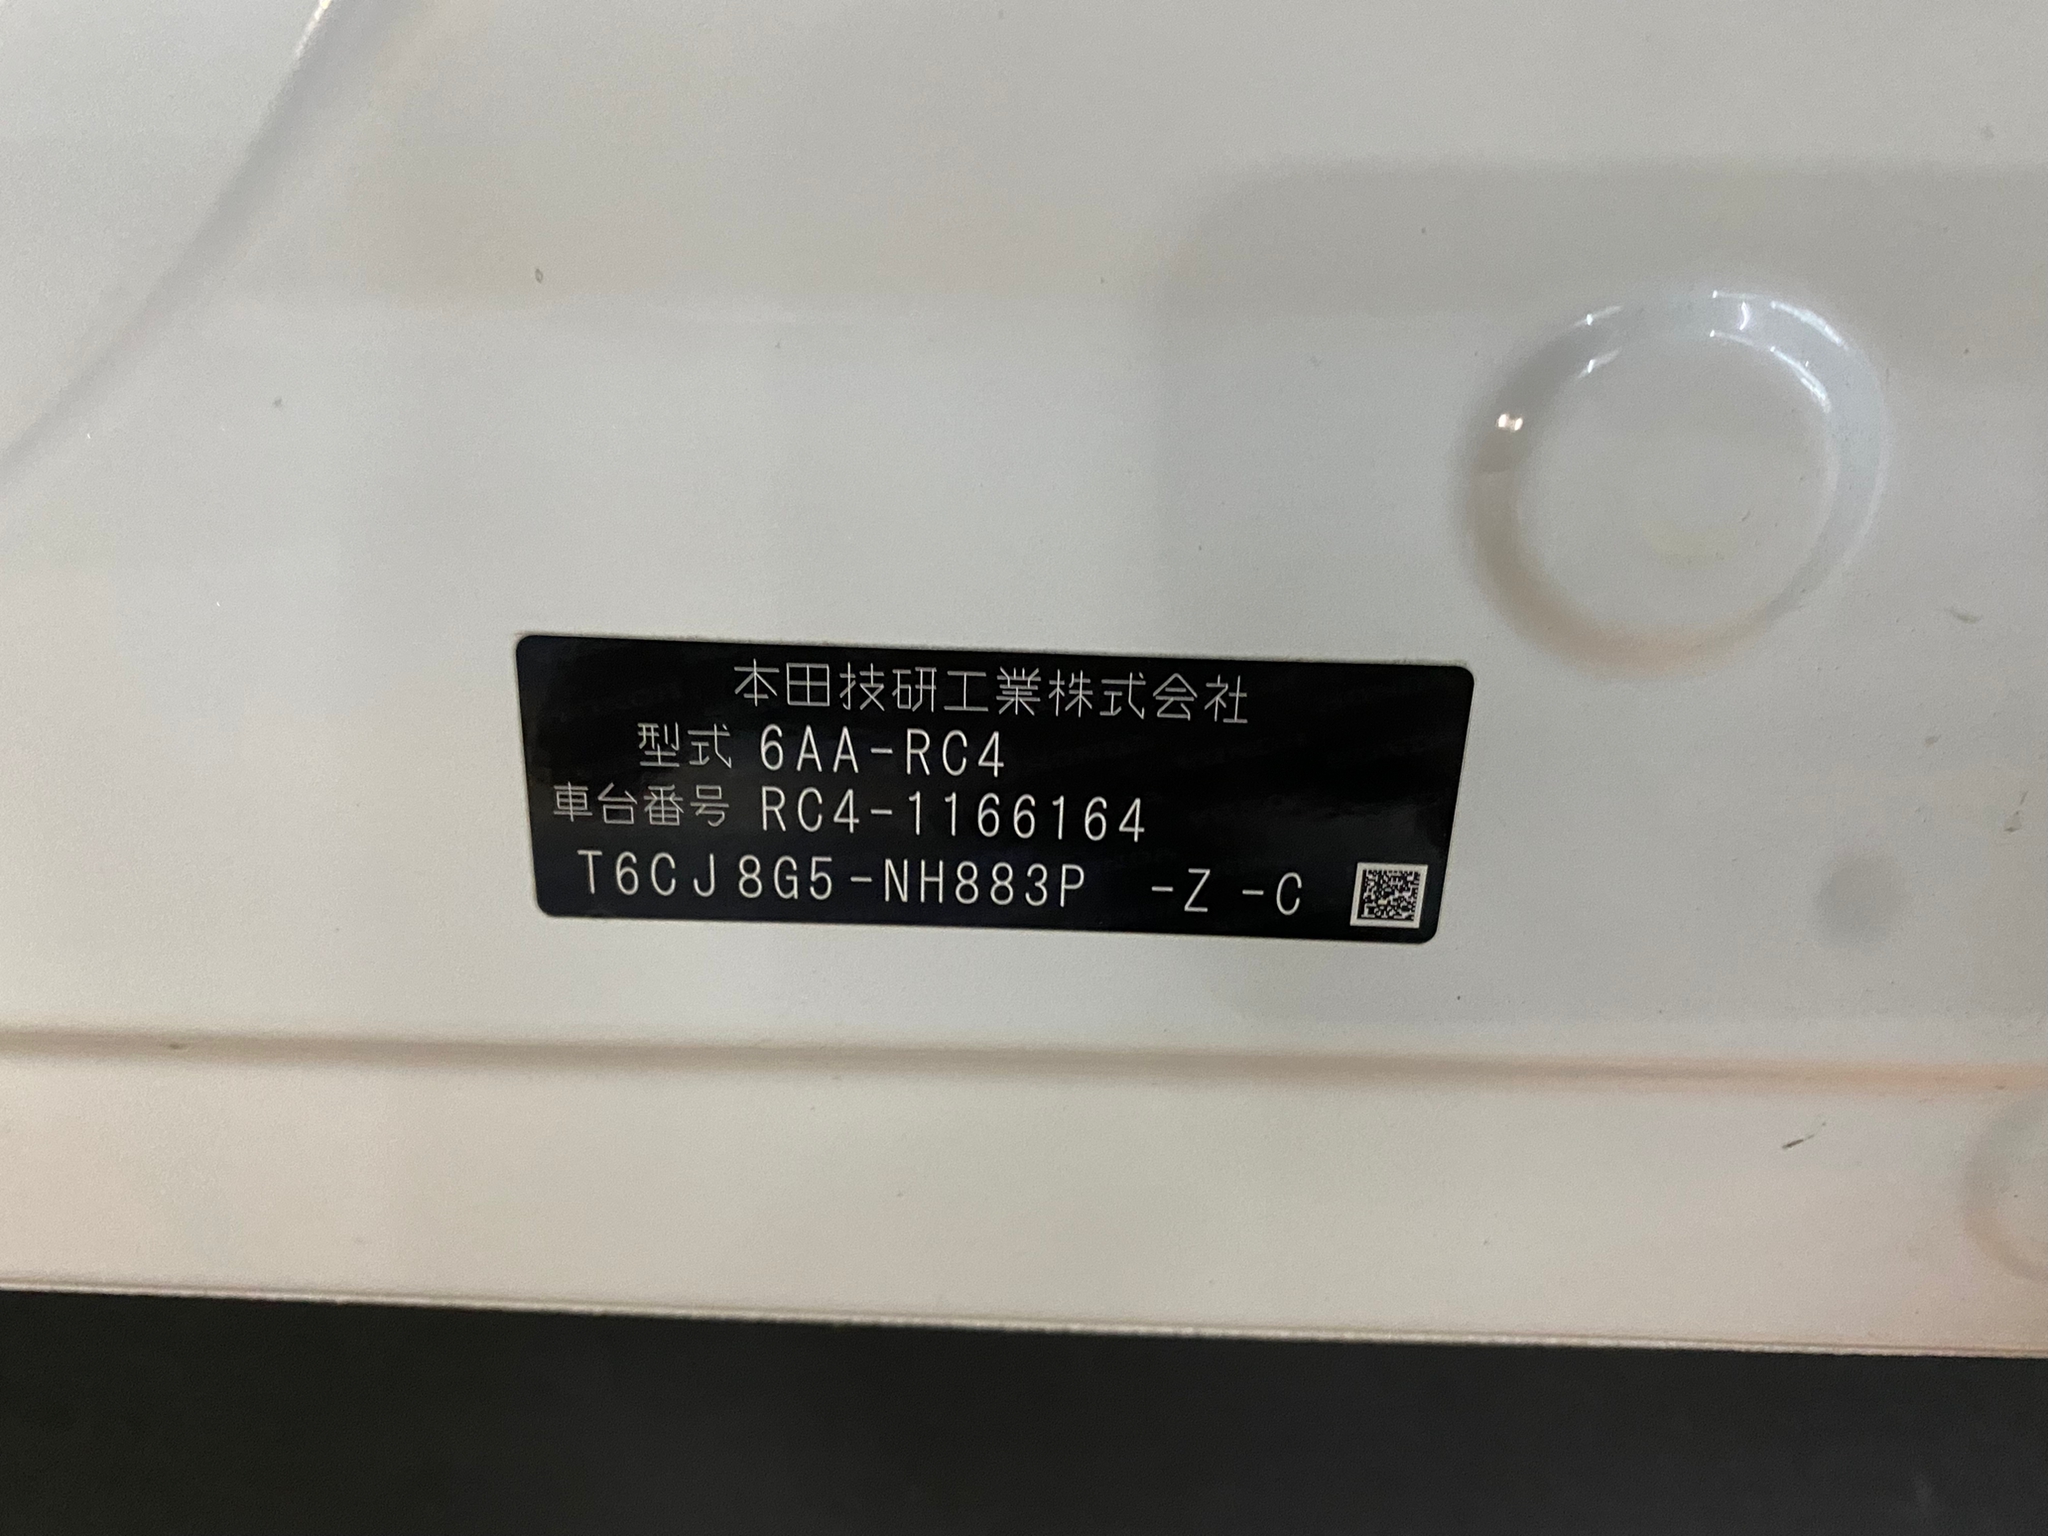 本田技研工業株式会社
型式 6AA-RC4
車台番号 RC4-1166164
T6CJ8G5-NH883P -Z -C